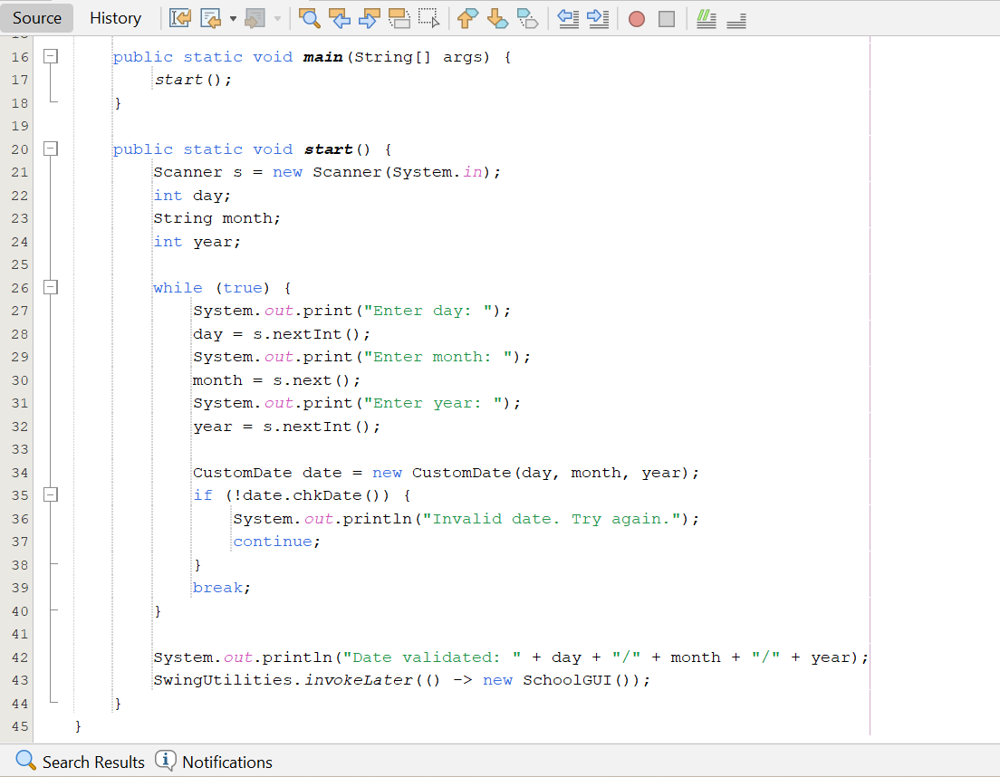 Source History
16 public static void main(String[] args) {
17 start();
18 }
19
20 public static void start() {
21 Scanner s = new Scanner(System.in);
22 int day;
23 String month;
24 int year;
25
26 while (true) {
27 System.out.print("Enter day: ");
28 day = s.nextInt();
29 System.out.print("Enter month: ");
30 month = s.next();
31 System.out.print("Enter year: ");
32 year = s.nextInt();
33
34 CustomDate date = new CustomDate(day, month, year);
35 if (!date.chkDate()) {
36 System.out.println("Invalid date. Try again.");
37 continue;
38 }
39 break;
40 }
41
42 System.out.println("Date validated: " + day + "/" + month + "/" + year);
43 SwingUtilities.invokeLater(() -> new SchoolGUI());
44 }
45 }
Search Results Notifications